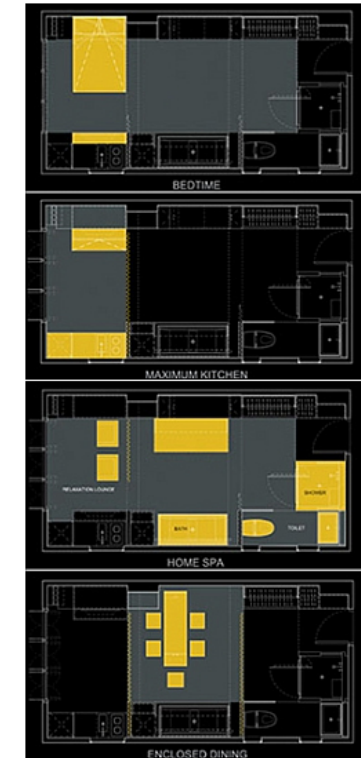 BEDTIME
MAXIMUM KITCHEN
RELAXATION LOUNGE
SHOWER
BATH
TOILET
HOME SPA
ENCLOSED DINING